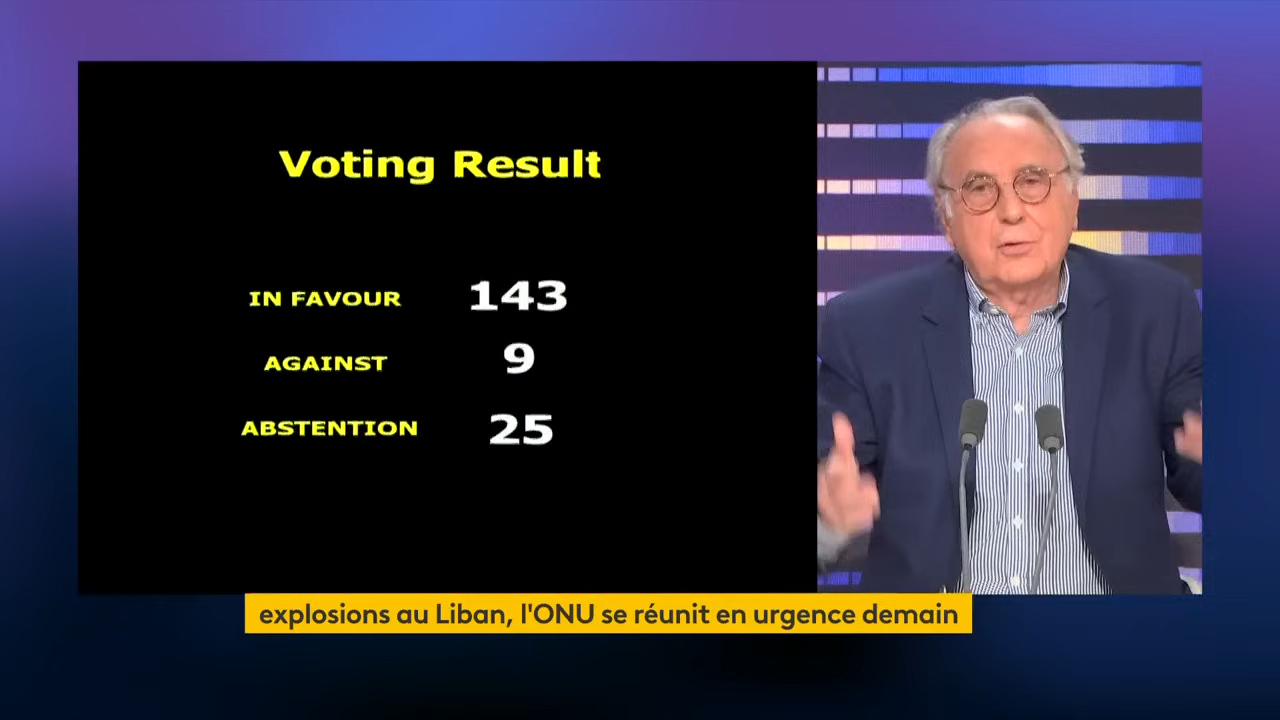 Voting Result
IN FAVOUR 143
AGAINST 9
ABSTENTION 25
explosions au Liban, l'ONU se réunit en urgence demain